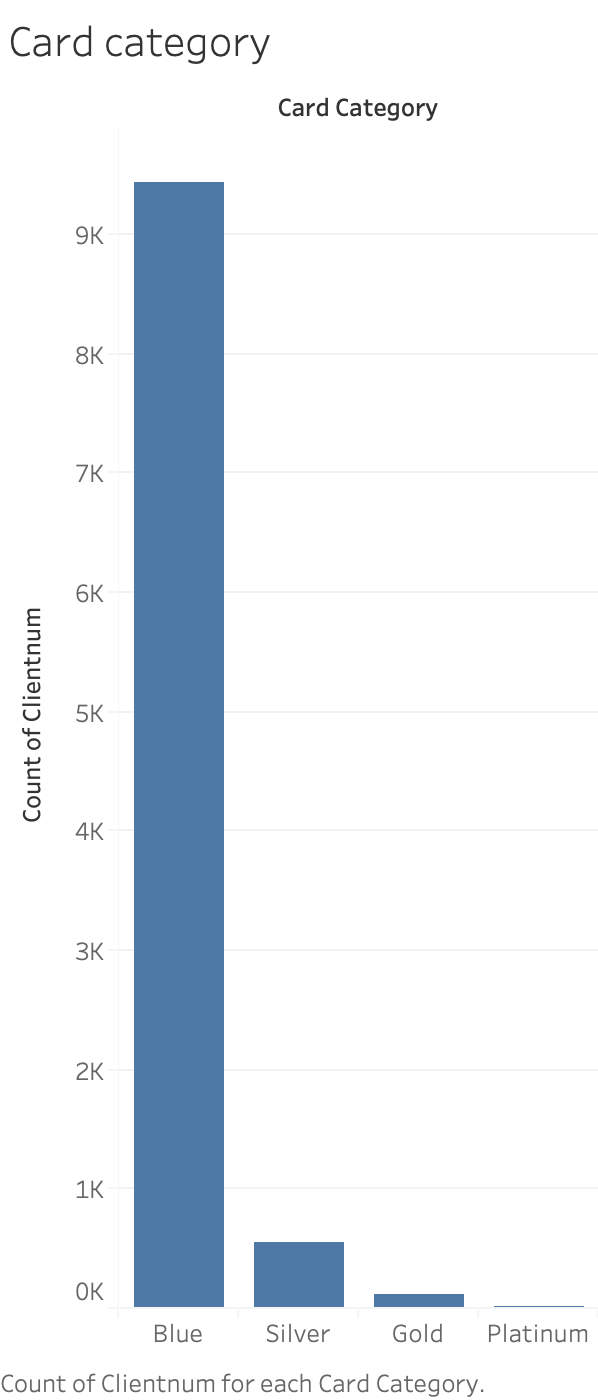 Card category
Card Category
9K
8K
7K
6K
5K
4K
3K
2K
1K
0K
Count of Clientnum
Blue Silver Gold Platinum
Count of Clientnum for each Card Category.